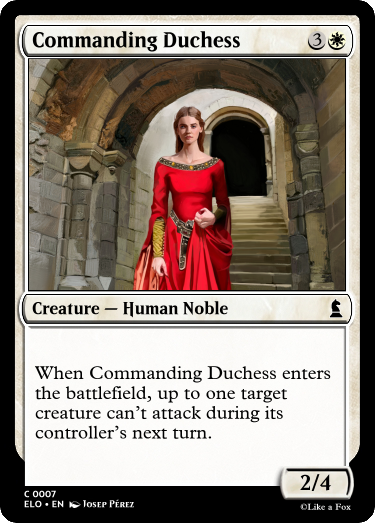 Commanding Duchess 3
Creature — Human Noble
When Commanding Duchess enters
the battlefield, up to one target
creature can't attack during its
controller's next turn.
2/4
C 0007
ELO • EN Josep Pérez
©Like a Fox